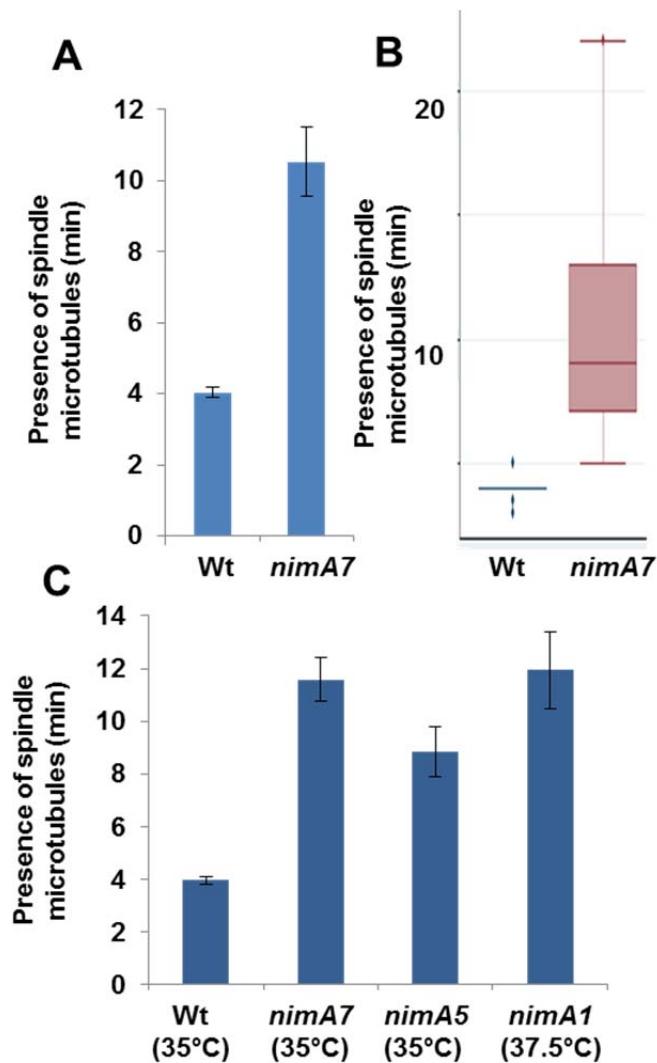 A
Presence of spindle
microtubules (min)
12
10
8
6
4
2
0
Wt
nimA7
B
Presence of spindle
microtubules (min)
20
10
Wt
nimA7
C
Presence of spindle
microtubules (min)
14
12
10
8
6
4
2
0
Wt
(35°C)
nimA7
(35°C)
nimA5
(35°C)
nimA1
(37.5°C)